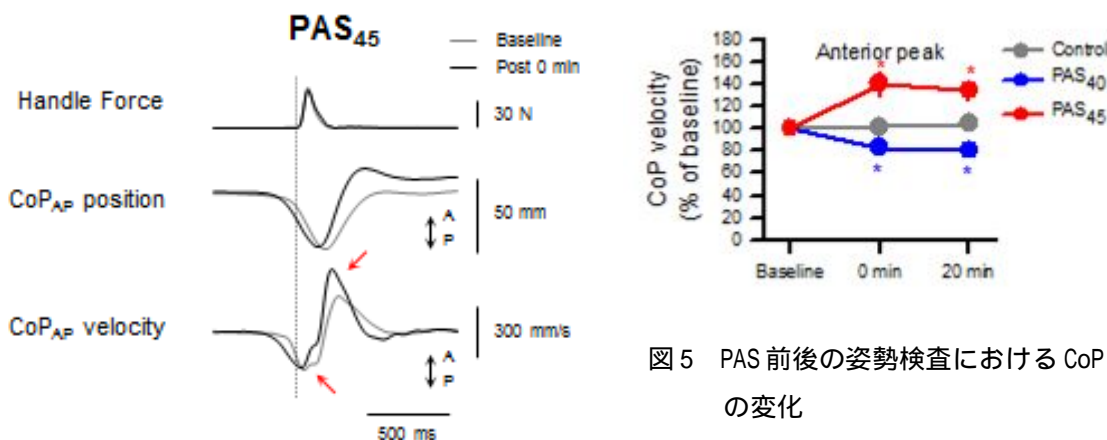 PAS45
Baseline
Post 0 min
Handle Force
30 N
CoPAP position
A
P
50 mm
CoPAP velocity
A
P
300 mm/s
500 ms
CoP velocity
(% of baseline)
180
160
140
120
100
80
60
40
20
0
Anterior peak
*
*
*
*
Baseline
0 min
20 min
Control
PAS40
PAS45
図5 PAS前後の姿勢検査におけるCoP
の変化